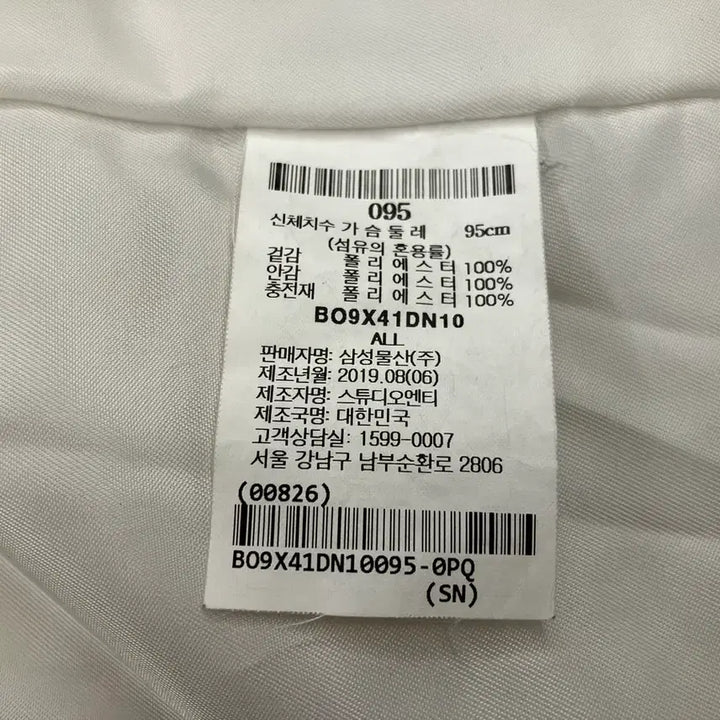 095
신체치수 가슴둘레 95cm
(섬유의 혼용률)
겉감 폴리에스터 100%
안감 폴리에스터 100%
충전재 폴리에스터 100%
BO9X41DN10
ALL
판매자명: 삼성물산(주)
제조년월: 2019.08(06)
제조자명: 스튜디오엔티
제조국명: 대한민국
고객상담실: 1599-0007
서울 강남구 남부순환로 2806
(00826)
BO9X41DN10095-0PQ
(SN)